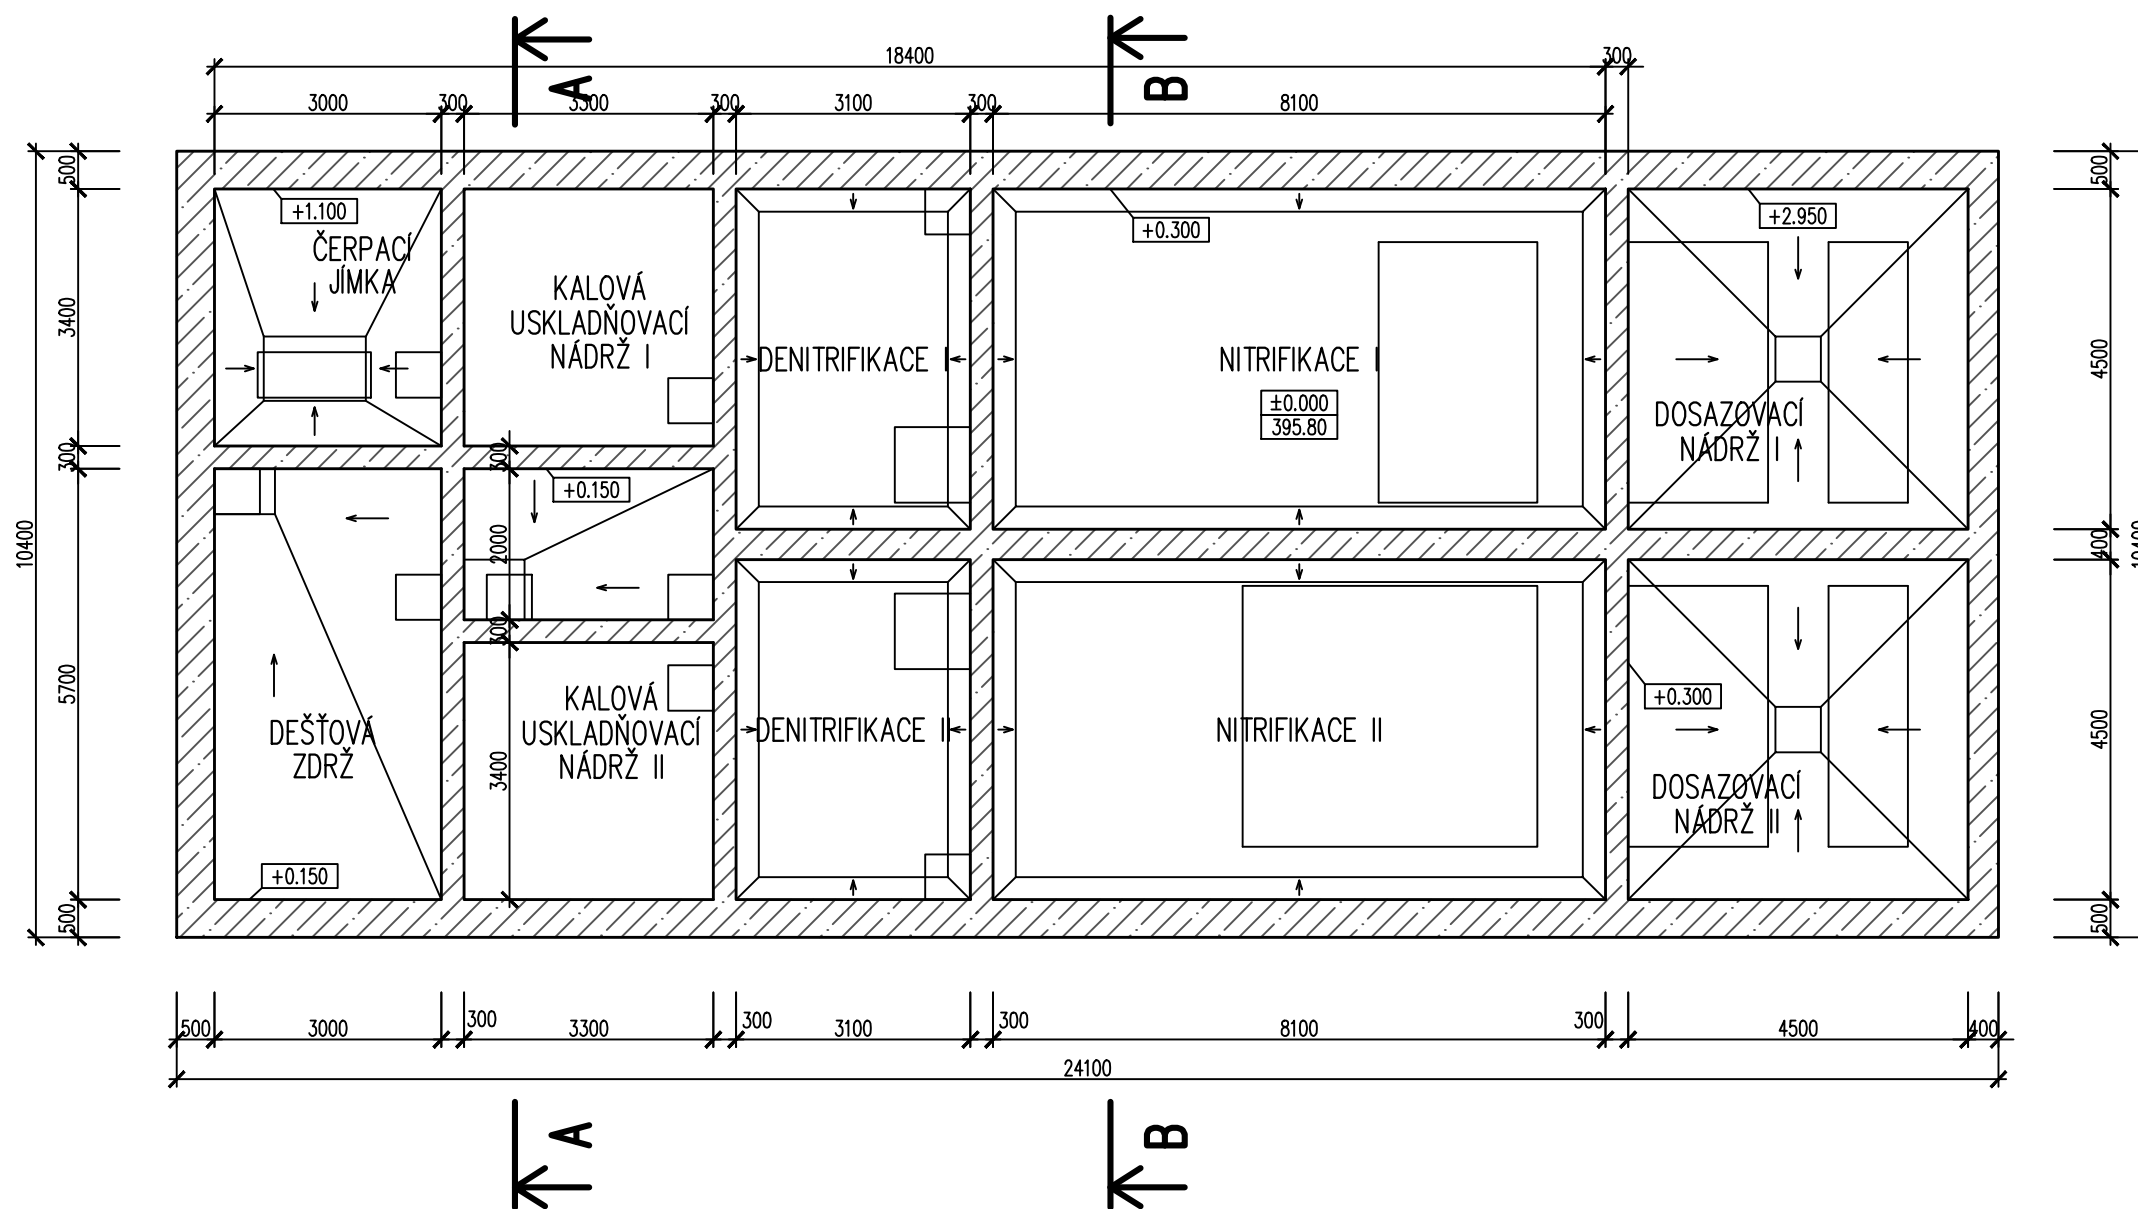 A
B
18400
300
3000
300
3300
300
3100
300
8100
500
3400
300
5700
500
10400
500
4500
400
4500
500
10400
+1.100
ČERPACÍ
JÍMKA
KALOVÁ
USKLADŇOVACÍ
NÁDRŽ I
DENITRIFIKACE I
+0.300
NITRIFIKACE I
±0.000
395.80
+2.950
DOSAZOVACÍ
NÁDRŽ I
300
+0.150
2000
300
3400
DEŠŤOVÁ
ZDRŽ
+0.150
KALOVÁ
USKLADŇOVACÍ
NÁDRŽ II
DENITRIFIKACE II
NITRIFIKACE II
+0.300
DOSAZOVACÍ
NÁDRŽ II
500
3000
300
3300
300
3100
300
8100
300
4500
400
24100
A
B